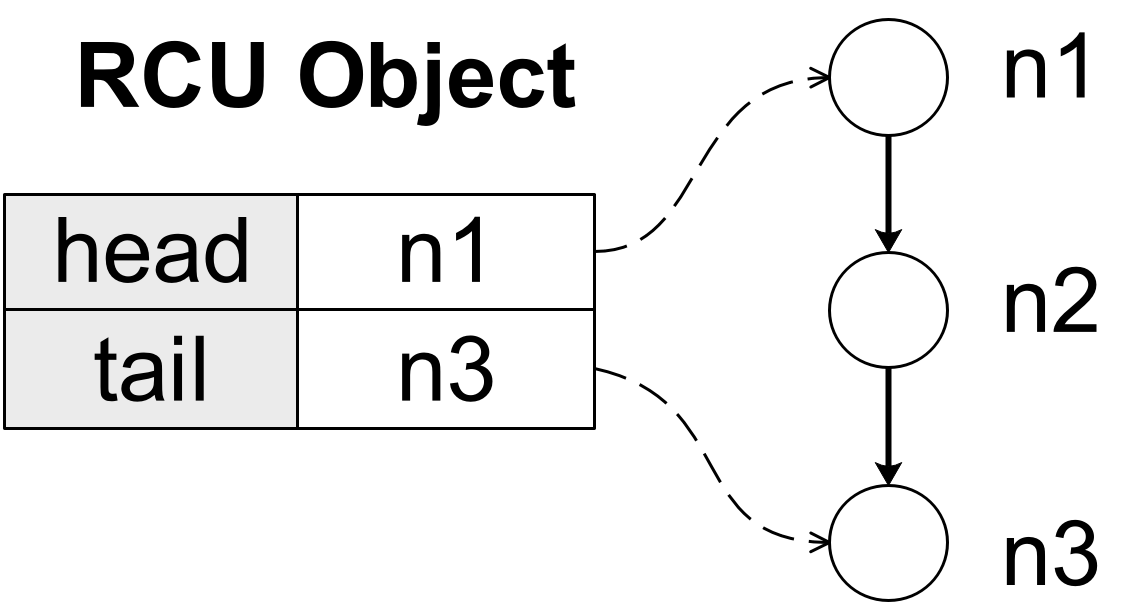 RCU Object
head n1
tail n3
n1
n2
n3